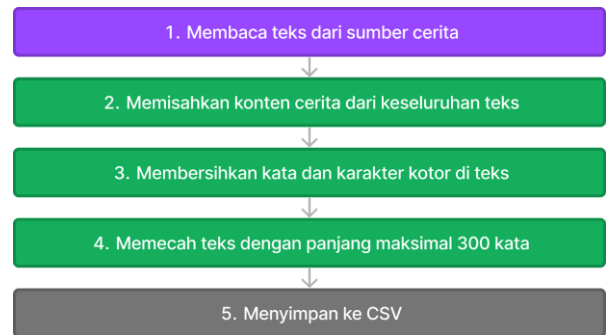 1. Membaca teks dari sumber cerita
2. Memisahkan konten cerita dari keseluruhan teks
3. Membersihkan kata dan karakter kotor di teks
4. Memecah teks dengan panjang maksimal 300 kata
5. Menyimpan ke CSV